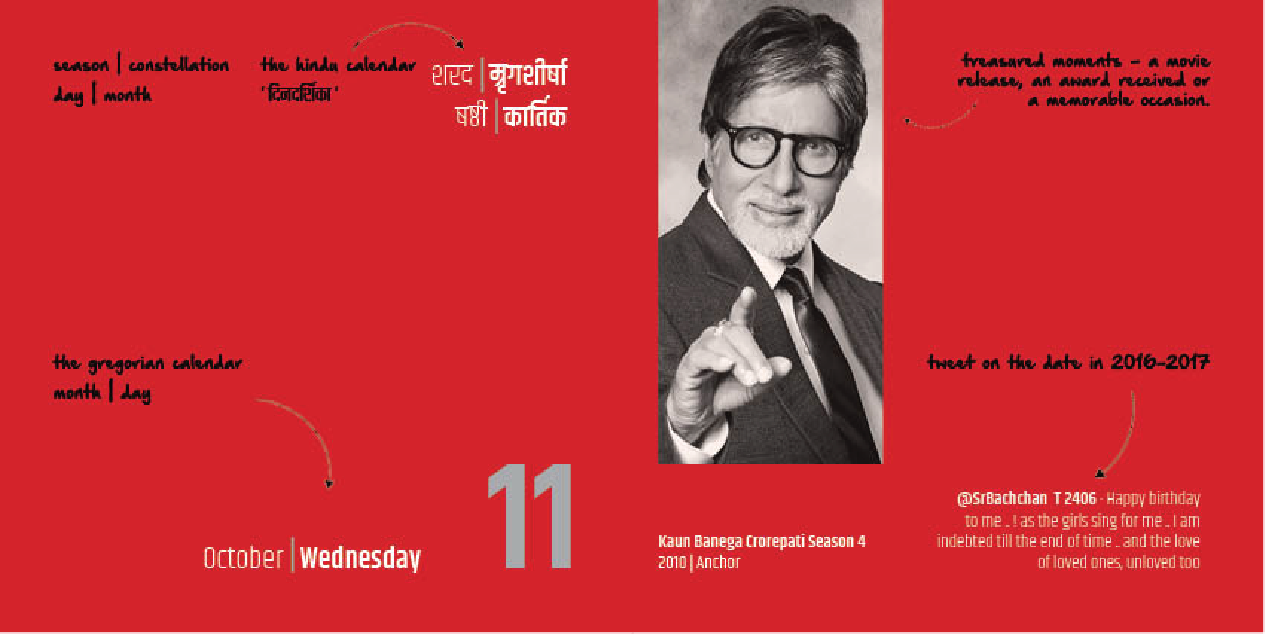 season | constellation
day | month
the hindu calendar
'दिनदर्शिका'
शरद | मृगशीर्षा
षष्ठी | कार्तिक
the gregorian calendar
month | day
October | Wednesday
11
Kaun Banega Crorepati Season 4
2010 | Anchor
treasured moments - a movie
release, an award received or
a memorable occasion.
tweet on the date in 2016-2017
@SrBachchan T 2406 - Happy birthday
to me .. ! as the girls sing for me .. I am
indebted till the end of time .. and the love
of loved ones, unloved too